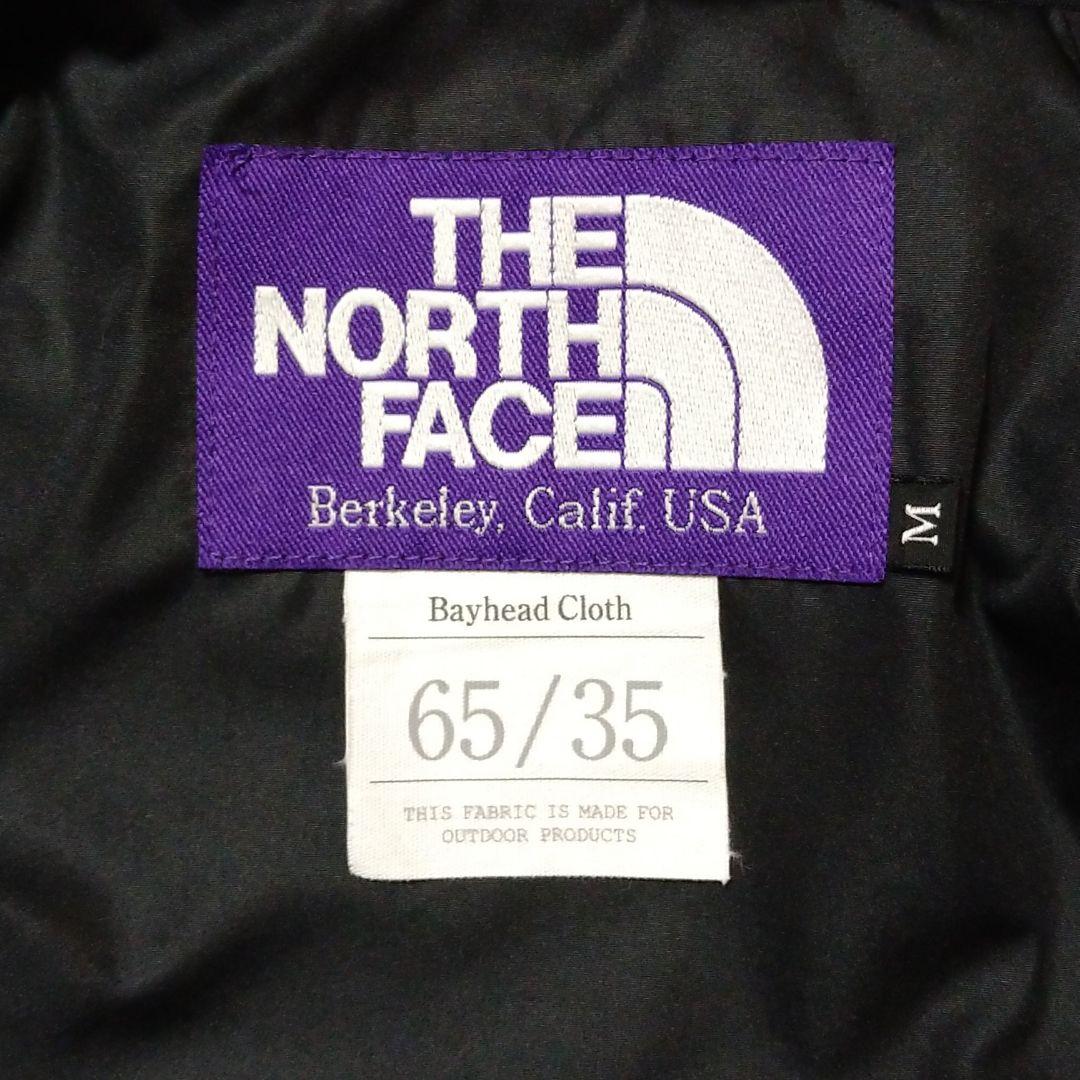 THE
NORTH
FACE
Berkeley, Calif. USA
M
Bayhead Cloth
65/35
THIS FABRIC IS MADE FOR
OUTDOOR PRODUCTS